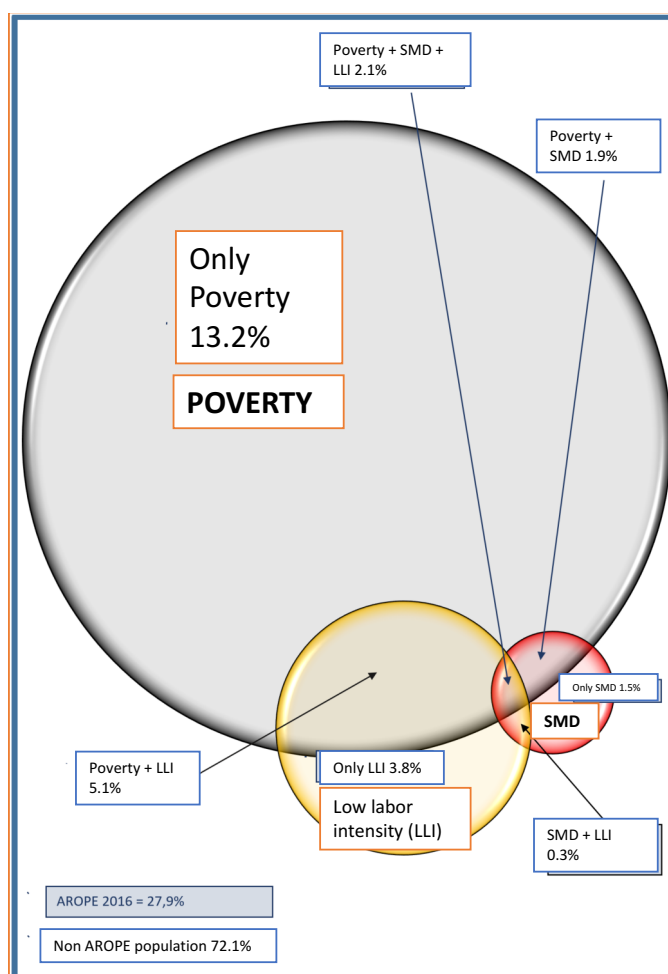 Poverty + SMD +
LLI 2.1%
Poverty +
SMD 1.9%
Only
Poverty
13.2%
POVERTY
Only SMD 1.5%
SMD
Poverty + LLI
5.1%
Only LLI 3.8%
Low labor
intensity (LLI)
SMD + LLI
0.3%
AROPE 2016 = 27,9%
Non AROPE population 72.1%